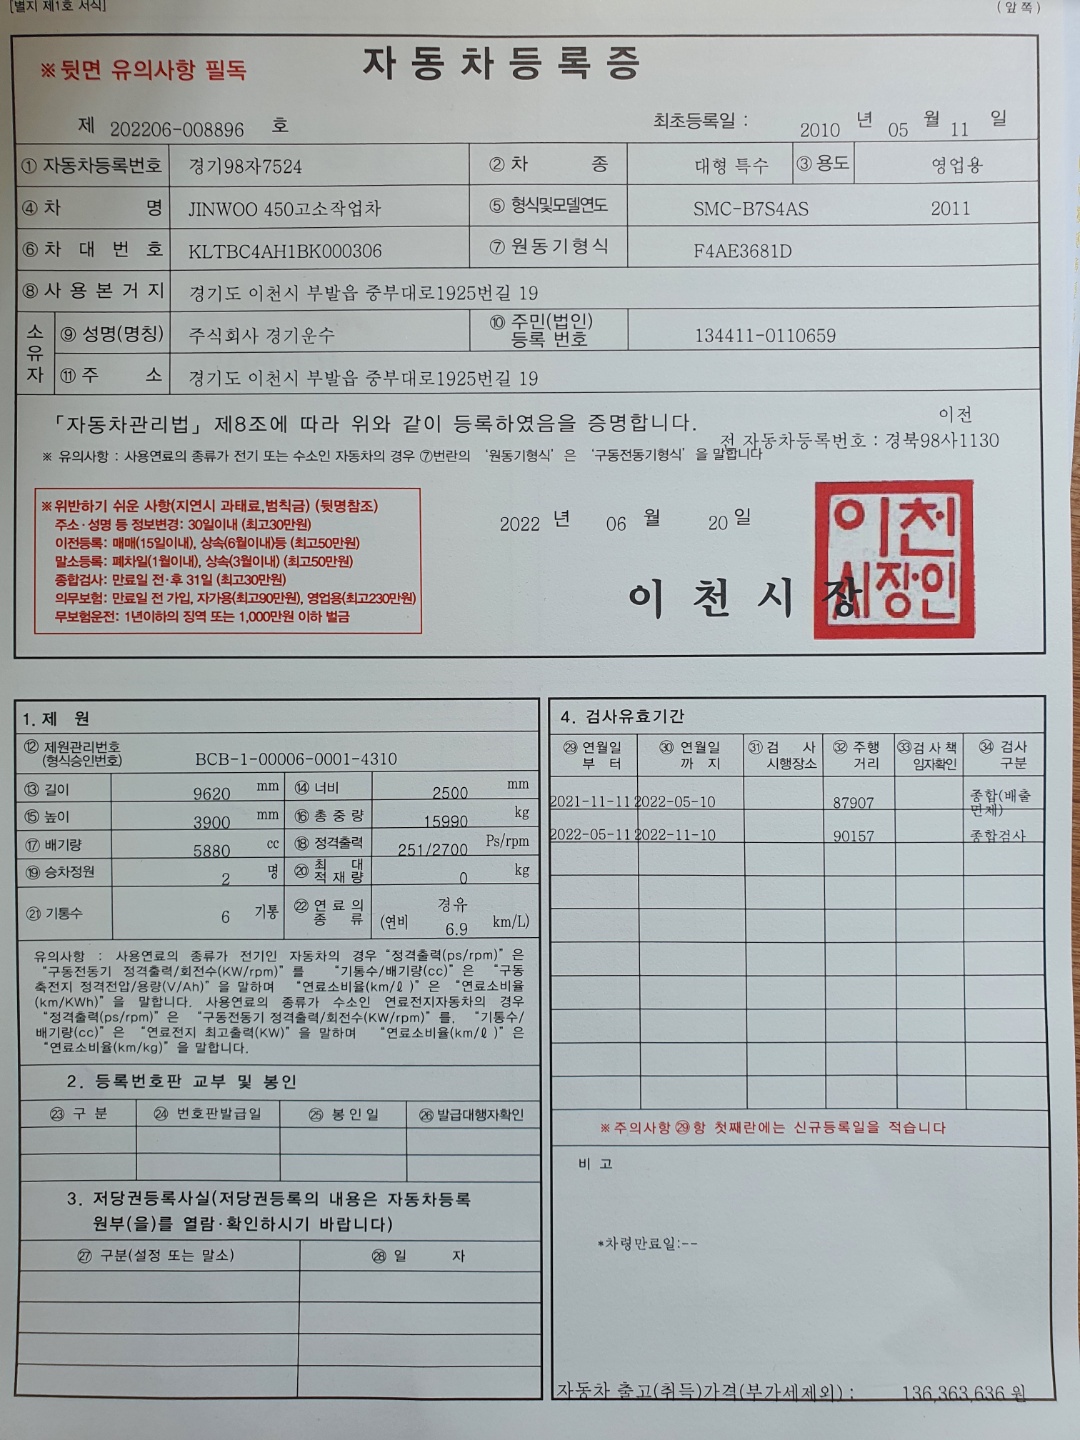 [별지 제1호 서식]
(앞 쪽)
※뒷면 유의사항 필독
자동차등록증
제 202206-008896 호
최초등록일 : 2010 년 05 월 11 일
① 자동차등록번호 경기98자7524 ② 차 종 대형 특수 ③ 용도 영업용
④ 차 명 JINWOO 450고소작업차 ⑤ 형식및모델연도 SMC-B7S4AS 2011
⑥ 차 대 번 호 KLTBC4AH1BK000306 ⑦ 원동기형식 F4AE3681D
⑧ 사 용 본 거 지 경기도 이천시 부발읍 중부대로1925번길 19
소유자 ⑨ 성명(명칭) 주식회사 경기운수 ⑩ 주민(법인)등록 번호 134411-0110659
⑪ 주 소 경기도 이천시 부발읍 중부대로1925번길 19
「자동차관리법」 제8조에 따라 위와 같이 등록하였음을 증명합니다.
이전
전 자동차등록번호 : 경북98사1130
※ 유의사항 : 사용연료의 종류가 전기 또는 수소인 자동차의 경우 ⑦번란의 ‘원동기형식’은 ‘구동전동기형식’을 말합니다
※위반하기 쉬운 사항(지연시 과태료,범칙금) (뒷명참조)
주소·성명 등 정보변경: 30일이내 (최고30만원)
이전등록: 매매(15일이내), 상속(6월이내)등 (최고50만원)
말소등록: 폐차일(1월이내), 상속(3월이내) (최고50만원)
종합검사: 만료일 전·후 31일 (최고30만원)
의무보험: 만료일 전 가입, 자가용(최고90만원), 영업용(최고230만원)
무보험운전: 1년이하의 징역 또는 1,000만원 이하 벌금
2022 년 06 월 20 일
이 천 시 장
이천
시장인
1. 제 원
⑫ 제원관리번호
(형식승인번호) BCB-1-00006-0001-4310
⑬ 길이 9620 mm ⑭ 너비 2500 mm
⑮ 높이 3900 mm ⑯ 총 중 량 15990 kg
⑰ 배기량 5880 cc ⑱ 정격출력 251/2700 Ps/rpm
⑲ 승차정원 2 명 ⑳ 최 대 적 재 량 0 kg
㉑ 기통수 6 기통 ㉒ 연 료 의 종 류 경유
(연비 6.9 km/L)
유의사항 : 사용연료의 종류가 전기인 자동차의 경우 “정격출력(ps/rpm)”은
“구동전동기 정격출력/회전수(KW/rpm)”를 “기통수/배기량(cc)”은 “구동
축전지 정격전압/용량(V/Ah)”을 말하며 “연료소비율(km/ℓ)”은 “연료소비율
(km/KWh)”을 말합니다. 사용연료의 종류가 수소인 연료전지자동차의 경우
“정격출력(ps/rpm)”은 “구동전동기 정격출력/회전수(KW/rpm)”를, “기통수/
배기량(cc)”은 “연료전지 최고출력(KW)”을 말하며 “연료소비율(km/ℓ)”은
“연료소비율(km/kg)”을 말합니다.
2. 등록번호판 교부 및 봉인
㉓ 구 분 ㉔ 번호판발급일 ㉕ 봉 인 일 ㉖ 발급대행자확인
3. 저당권등록사실(저당권등록의 내용은 자동차등록
원부(을)를 열람·확인하시기 바랍니다)
㉗ 구분(설정 또는 말소) ㉘ 일 자
4. 검사유효기간
㉙ 연월일 부 터 ㉚ 연월일 까 지 ㉛ 검 사 시행장소 ㉜ 주행 거리 ㉝ 검 사 책 임자확인 ㉞ 검사 구분
2021-11-11 2022-05-10 87907 종합(배출
면제)
2022-05-11 2022-11-10 90157 종합검사
※주의사항 ㉙항 첫째란에는 신규등록일을 적습니다
비 고
*차령만료일:--
자동차 출고(취득)가격(부가세제외) : 136,363,636 원